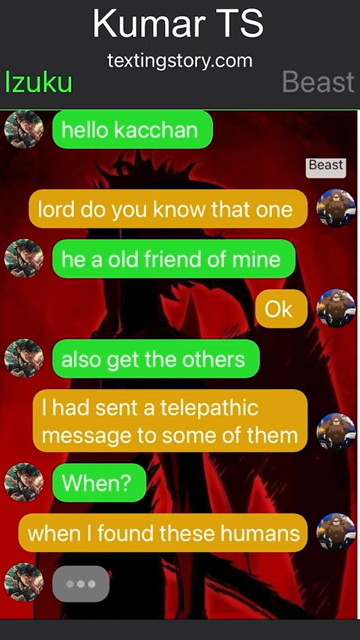 Kumar TS
textingstory.com
Izuku
Beast
hello kacchan
Beast
lord do you know that one
he a old friend of mine
Ok
also get the others
I had sent a telepathic
message to some of them
When?
when I found these humans